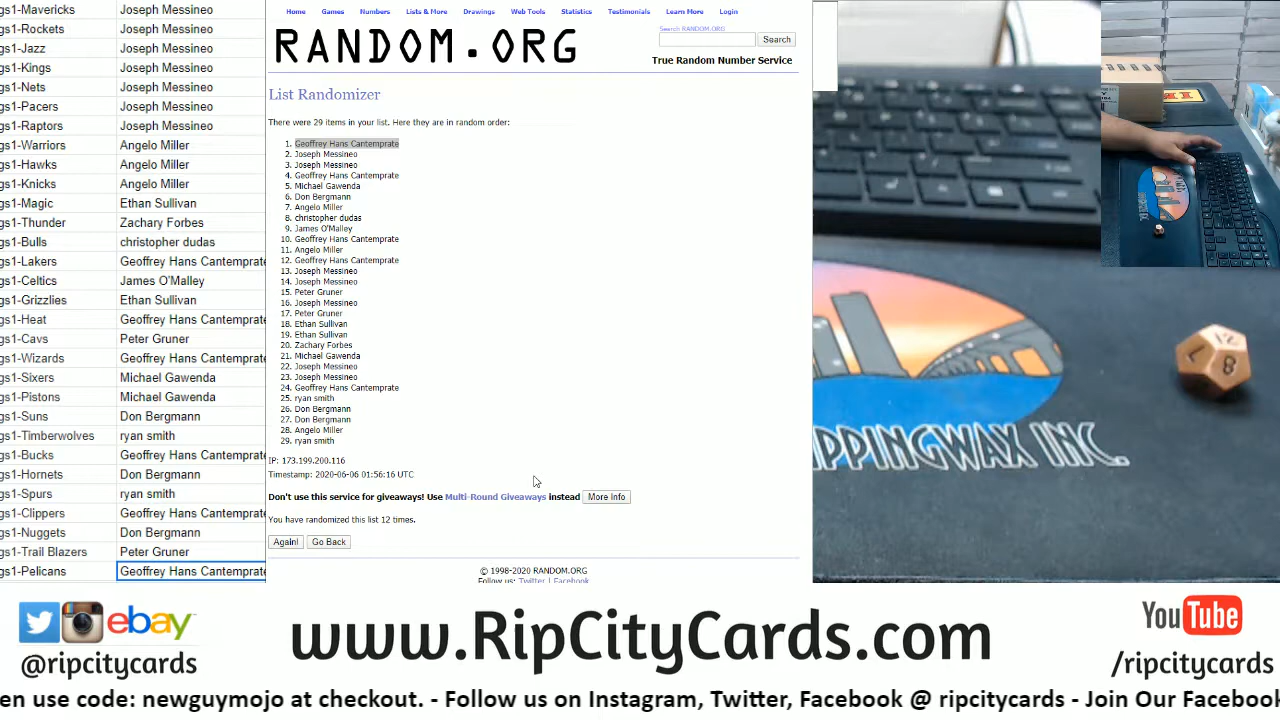 gs1-Mavericks Joseph Messineo
gs1-Rockets Joseph Messineo
gs1-Jazz Joseph Messineo
gs1-Kings Joseph Messineo
gs1-Nets Joseph Messineo
gs1-Pacers Joseph Messineo
gs1-Raptors Joseph Messineo
gs1-Warriors Angelo Miller
gs1-Hawks Angelo Miller
gs1-Knicks Angelo Miller
gs1-Magic Ethan Sullivan
gs1-Thunder Zachary Forbes
gs1-Bulls christopher dudas
gs1-Lakers Geoffrey Hans Cantemprate
gs1-Celtics James O'Malley
gs1-Grizzlies Ethan Sullivan
gs1-Heat Geoffrey Hans Cantemprate
gs1-Cavs Peter Gruner
gs1-Wizards Geoffrey Hans Cantemprate
gs1-Sixers Michael Gawenda
gs1-Pistons Michael Gawenda
gs1-Suns Don Bergmann
gs1-Timberwolves ryan smith
gs1-Bucks Geoffrey Hans Cantemprate
gs1-Hornets Don Bergmann
gs1-Spurs ryan smith
gs1-Clippers Geoffrey Hans Cantemprate
gs1-Nuggets Don Bergmann
gs1-Trail Blazers Peter Gruner
gs1-Pelicans Geoffrey Hans Cantemprate
Home Games Numbers Lists & More Drawings Web Tools Statistics Testimonials Learn More Login
RANDOM.ORG
Search RANDOM.ORG
Search
True Random Number Service
List Randomizer
There were 29 items in your list. Here they are in random order:
1. Geoffrey Hans Cantemprate
2. Joseph Messineo
3. Joseph Messineo
4. Geoffrey Hans Cantemprate
5. Michael Gawenda
6. Don Bergmann
7. Angelo Miller
8. christopher dudas
9. James O'Malley
10. Geoffrey Hans Cantemprate
11. Angelo Miller
12. Geoffrey Hans Cantemprate
13. Joseph Messineo
14. Joseph Messineo
15. Peter Gruner
16. Joseph Messineo
17. Peter Gruner
18. Ethan Sullivan
19. Ethan Sullivan
20. Zachary Forbes
21. Michael Gawenda
22. Joseph Messineo
23. Joseph Messineo
24. Geoffrey Hans Cantemprate
25. ryan smith
26. Don Bergmann
27. Don Bergmann
28. Angelo Miller
29. ryan smith
IP: 173.199.200.116
Timestamp: 2020-06-06 01:56:16 UTC
Don't use this service for giveaways! Use Multi-Round Giveaways instead More Info
You have randomized this list 12 times.
Again! Go Back
© 1998-2020 RANDOM.ORG
Follow us: Twitter | Facebook
12
7
8
PPINGWAX INC.
ebay
@ripcitycards
www.RipCityCards.com
YouTube
/ripcitycards
en use code: newguymojo at checkout. - Follow us on Instagram, Twitter, Facebook @ ripcitycards - Join Our Facebook